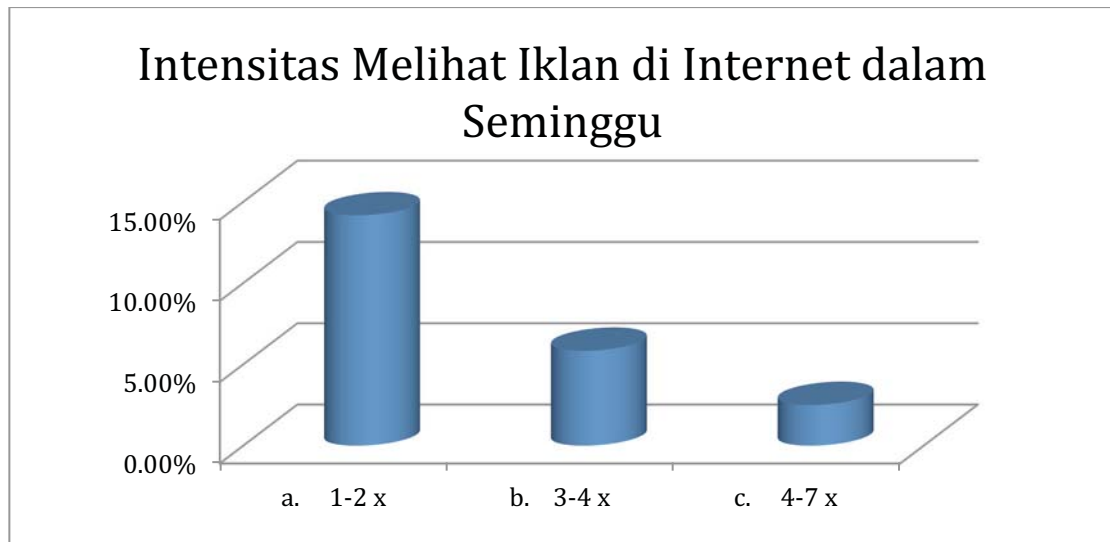 Intensitas Melihat Iklan di Internet dalam
Seminggu
15.00%
10.00%
5.00%
0.00%
a. 1-2 x
b. 3-4 x
c. 4-7 x